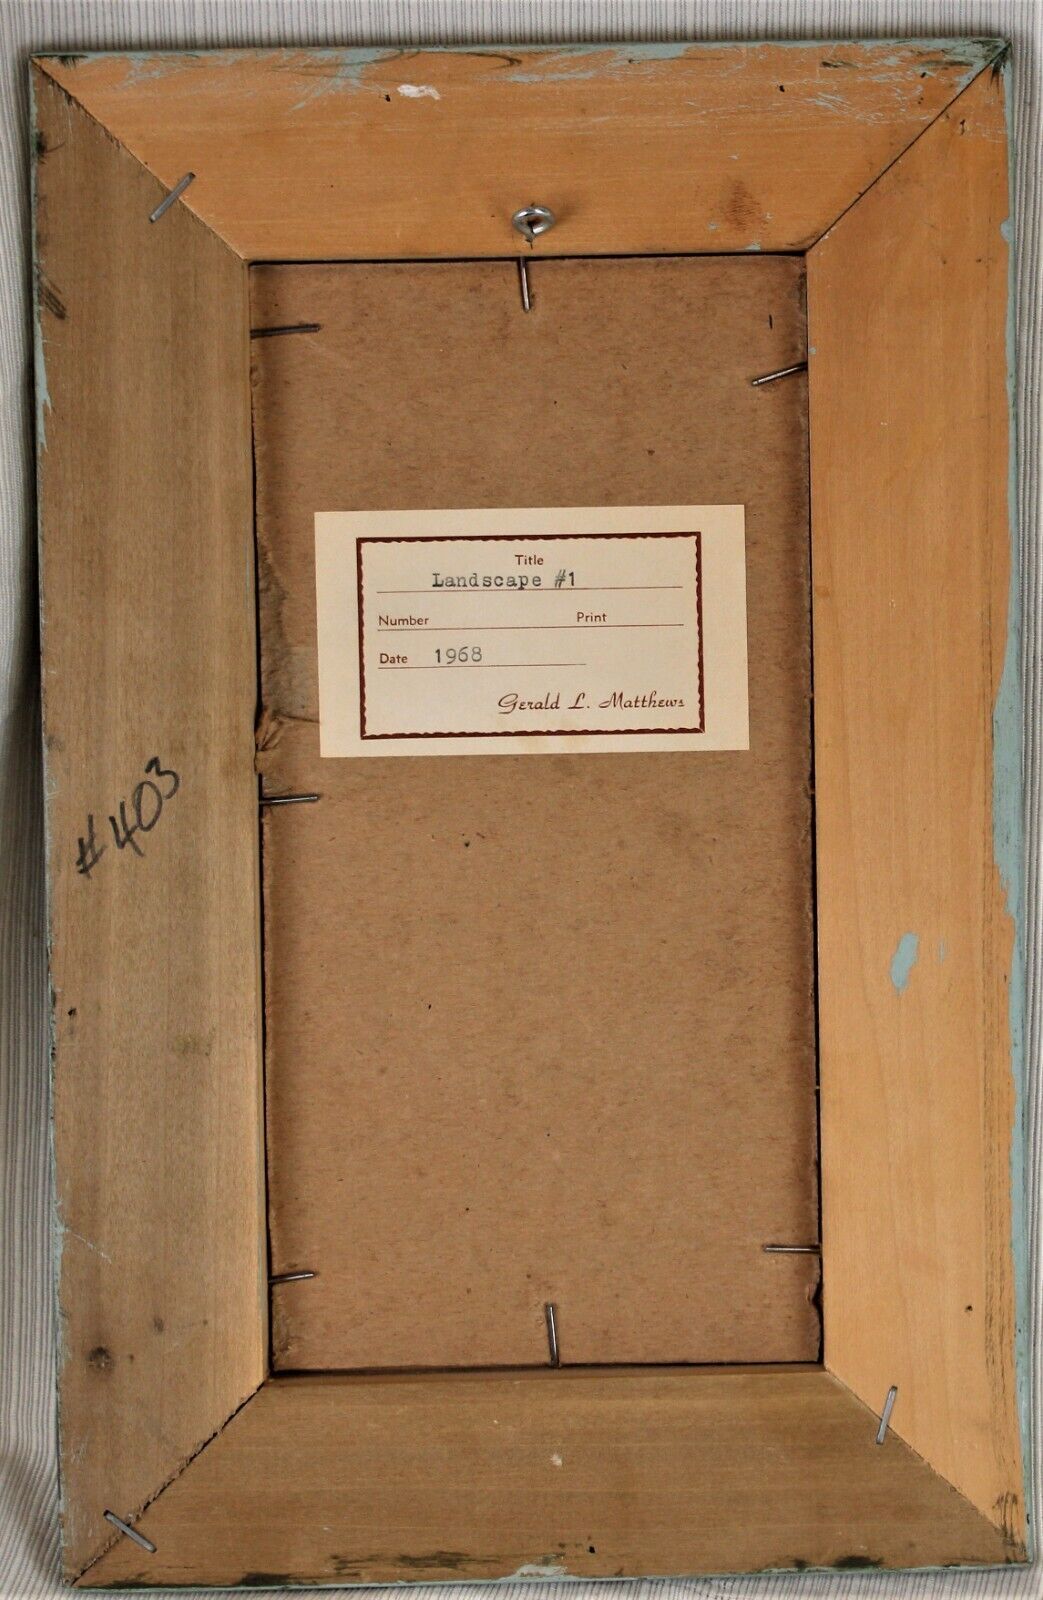 Title
Landscape #1
Number Print
Date 1968
Gerald L. Matthews
#403